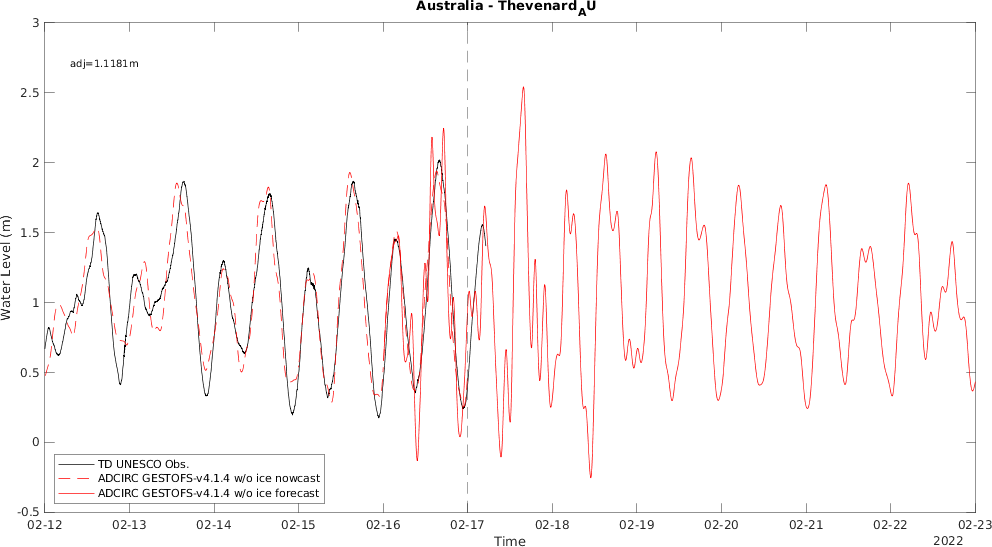 Australia - Thevenard_AU
adj=1.1181m
3
2.5
2
1.5
1
0.5
0
-0.5
Water Level (m)
TD UNESCO Obs.
ADCIRC GESTOFS-v4.1.4 w/o ice nowcast
ADCIRC GESTOFS-v4.1.4 w/o ice forecast
02-12 02-13 02-14 02-15 02-16 02-17 02-18 02-19 02-20 02-21 02-22 02-23
Time
2022